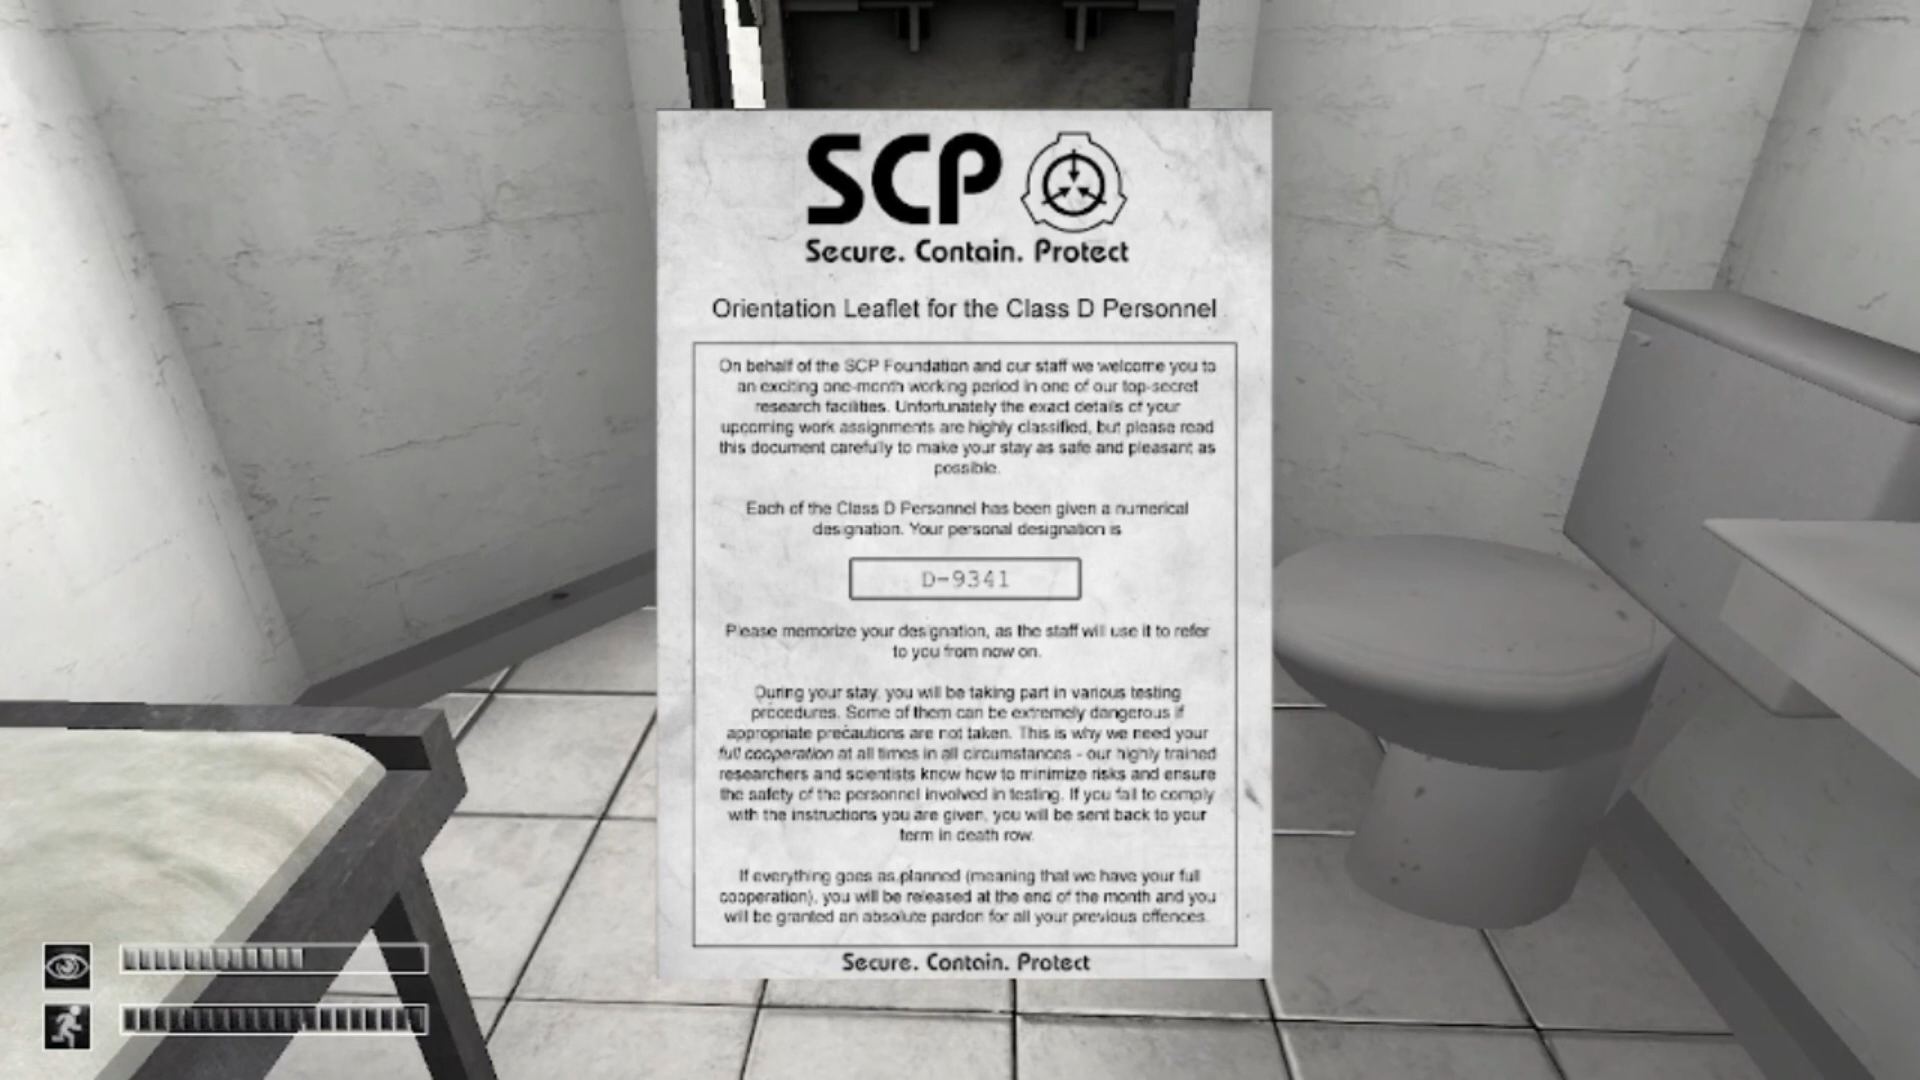 SCP
Secure. Contain. Protect
Orientation Leaflet for the Class D Personnel
On behalf of the SCP Foundation and our staff we welcome you to
an exciting one-month working period in one of our top-secret
research facilities. Unfortunately the exact details of your
upcoming work assignments are highly classified, but please read
this document carefully to make your stay as safe and pleasant as
possible.
Each of the Class D Personnel has been given a numerical
designation. Your personal designation is
D-9341
Please memorize your designation, as the staff will use it to refer
to you from now on.
During your stay, you will be taking part in various testing
procedures. Some of them can be extremely dangerous if
appropriate precautions are not taken. This is why we need your
full cooperation at all times in all circumstances - our highly trained
researchers and scientists know how to minimize risks and ensure
the safety of the personnel involved in testing. If you fail to comply
with the instructions you are given, you will be sent back to your
term in death row.
If everything goes as planned (meaning that we have your full
cooperation), you will be released at the end of the month and you
will be granted an absolute pardon for all your previous offences.
Secure. Contain. Protect